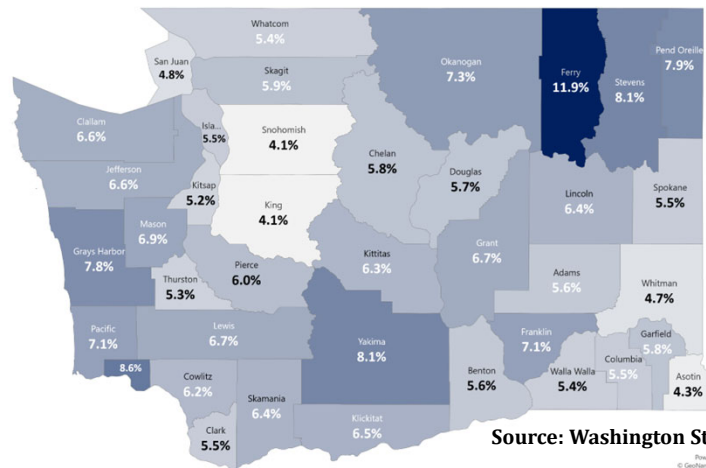 Whatcom
5.4%
San Juan
4.8%
Skagit
5.9%
Okanogan
7.3%
Ferry
11.9%
Stevens
8.1%
Pend Oreille
7.9%
Clallam
6.6%
Isla...
5.5%
Snohomish
4.1%
Chelan
5.8%
Douglas
5.7%
Jefferson
6.6%
Kitsap
5.2%
King
4.1%
Lincoln
6.4%
Spokane
5.5%
Mason
6.9%
Grays Harbor
7.8%
Thurston
5.3%
Pierce
6.0%
Kittitas
6.3%
Grant
6.7%
Adams
5.6%
Whitman
4.7%
Pacific
7.1%
Lewis
6.7%
Yakima
8.1%
Franklin
7.1%
Garfield
5.8%
Columbia
5.5%
8.6%
Cowlitz
6.2%
Skamania
6.4%
Benton
5.6%
Walla Walla
5.4%
Asotin
4.3%
Clark
5.5%
Klickitat
6.5%
Source: Washington St
Pow
© GeoNam